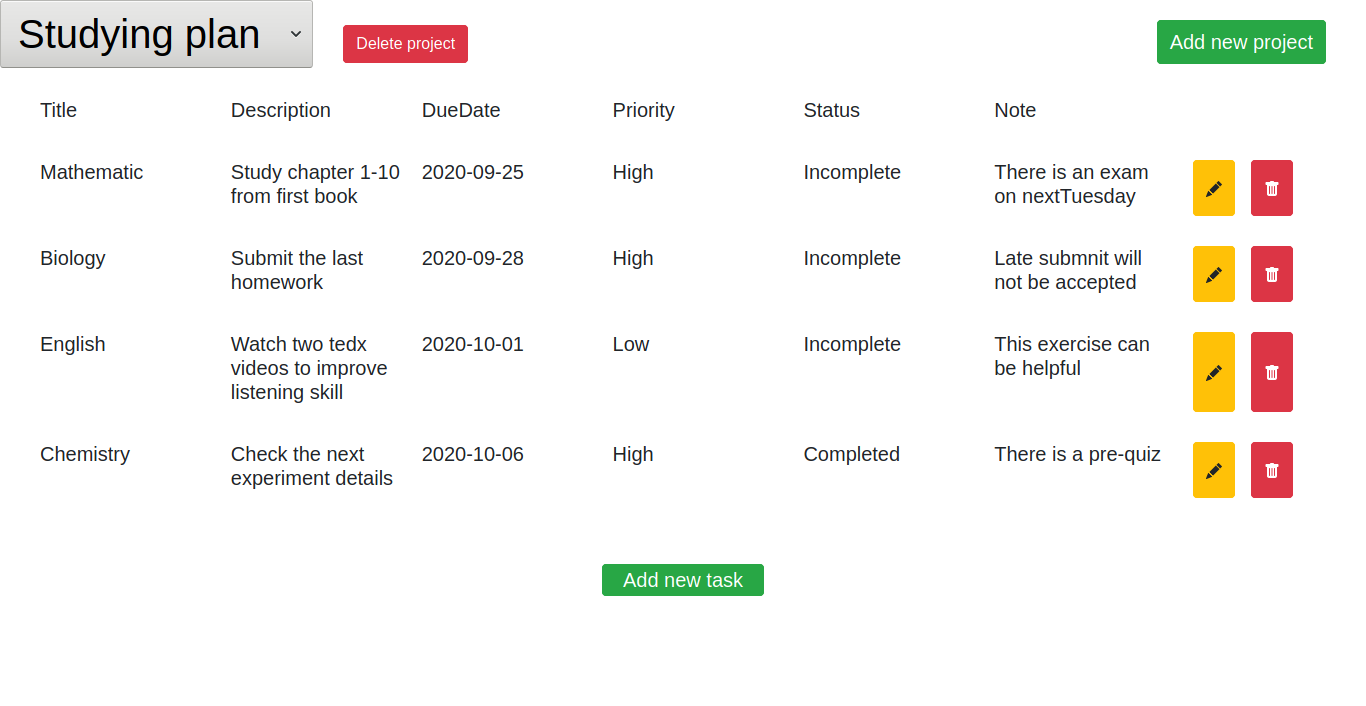 Studying plan
Delete project
Add new project
Title Description DueDate Priority Status Note
Mathematic Study chapter 1-10 2020-09-25 High Incomplete There is an exam
from first book on nextTuesday
Biology Submit the last 2020-09-28 High Incomplete Late submnit will
homework not be accepted
English Watch two tedx 2020-10-01 Low Incomplete This exercise can
videos to improve be helpful
listening skill
Chemistry Check the next 2020-10-06 High Completed There is a pre-quiz
experiment details
Add new task